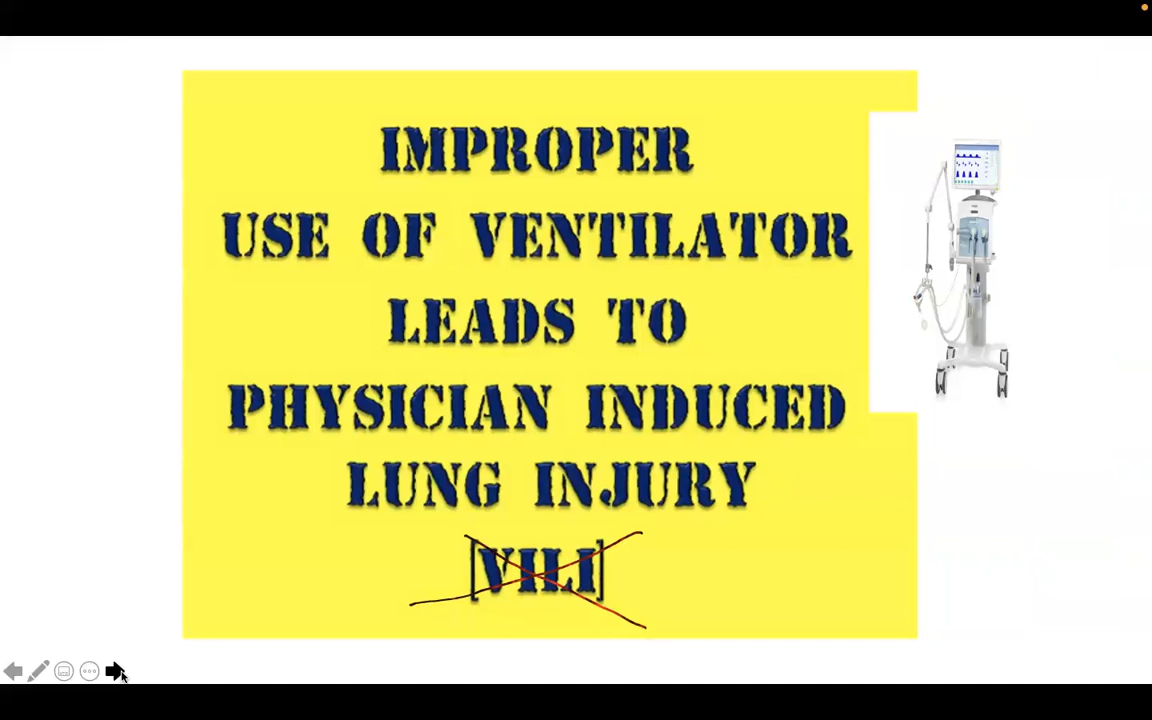 IMPROPER
USE OF VENTILATOR
LEADS TO
PHYSICIAN INDUCED
LUNG INJURY
[VILI]